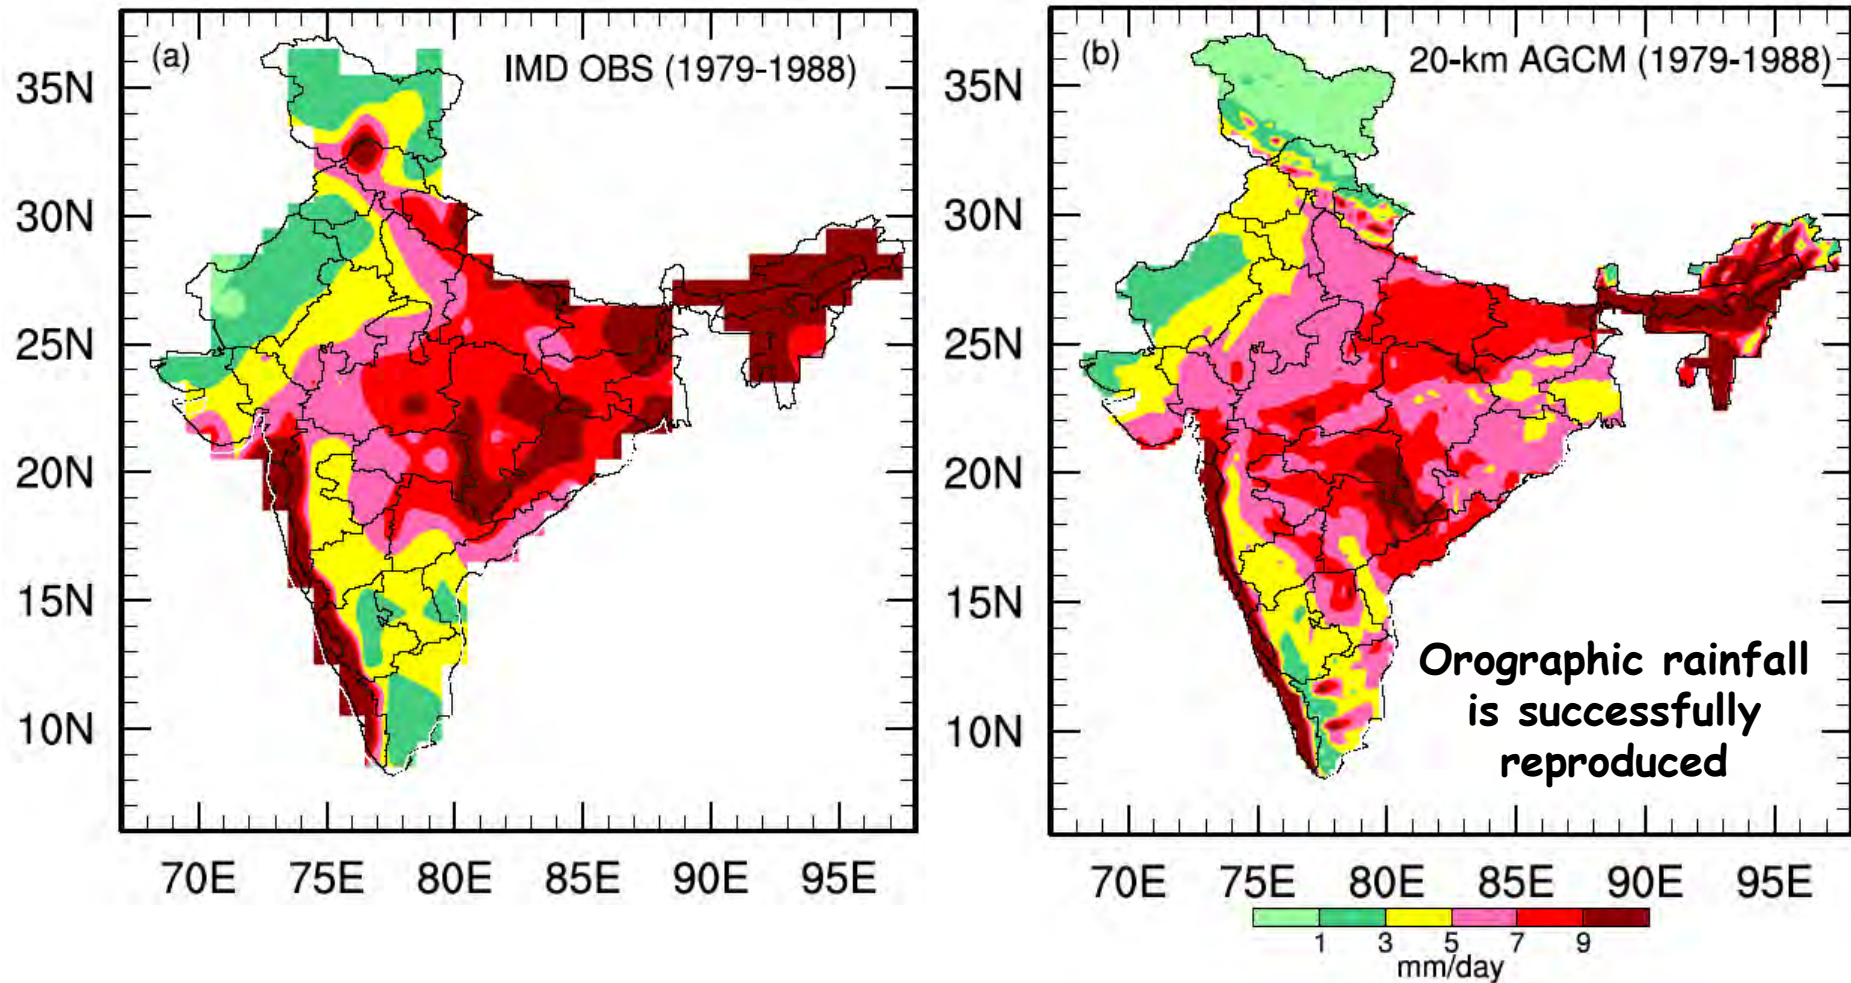 (a)
IMD OBS (1979-1988)
35N
30N
25N
20N
15N
10N
70E 75E 80E 85E 90E 95E
(b)
20-km AGCM (1979-1988)
35N
30N
25N
20N
15N
10N
Orographic rainfall
is successfully
reproduced
70E 75E 80E 85E 90E 95E
1 3 5 7 9
mm/day